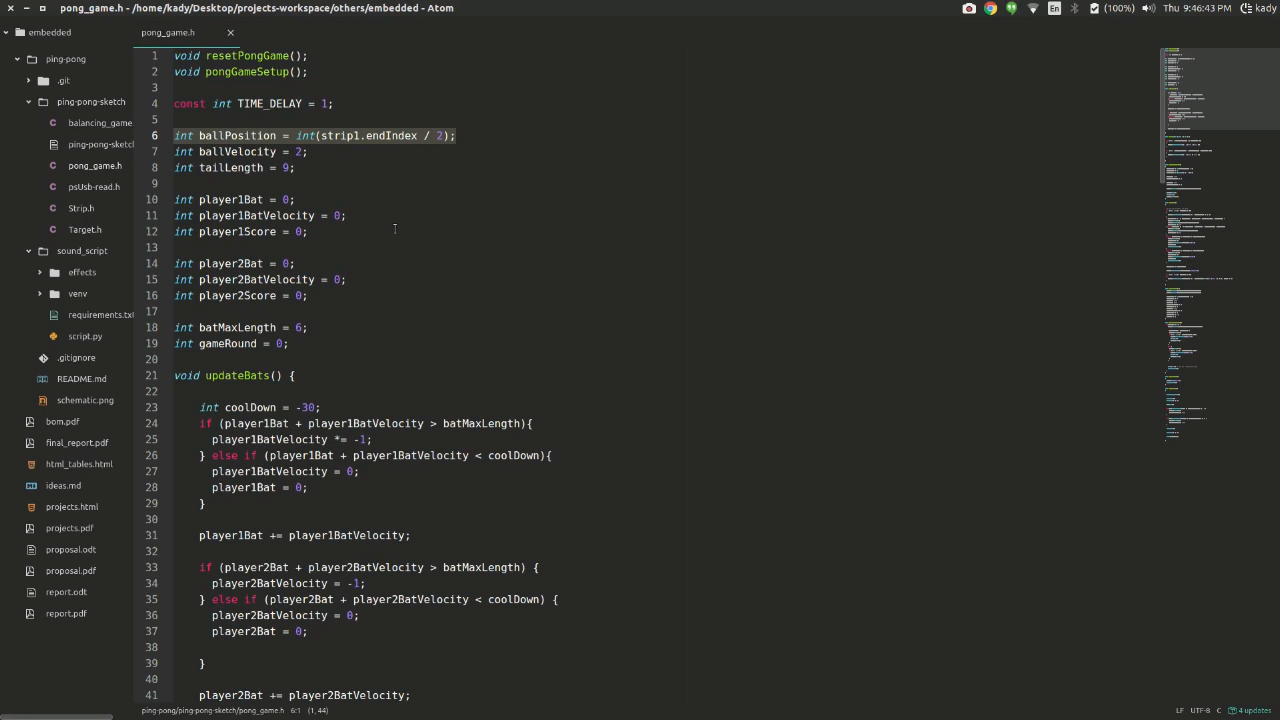 pong_game.h - /home/kady/Desktop/projects-workspace/others/embedded - Atom
En (100%) Thu 9:46:43 PM kady
embedded
ping-pong
.git
ping-pong-sketch
balancing_game
ping-pong-sketch
pong_game.h
psUsb-read.h
Strip.h
Target.h
sound_script
effects
venv
requirements.txt
script.py
.gitignore
README.md
schematic.png
bom.pdf
final_report.pdf
html_tables.html
ideas.md
projects.html
projects.pdf
proposal.odt
proposal.pdf
report.odt
report.pdf
pong_game.h
1 void resetPongGame();
2 void pongGameSetup();
3
4 const int TIME_DELAY = 1;
5
6 int ballPosition = int(strip1.endIndex / 2);
7 int ballVelocity = 2;
8 int tailLength = 9;
9
10 int player1Bat = 0;
11 int player1BatVelocity = 0;
12 int player1Score = 0;
13
14 int player2Bat = 0;
15 int player2BatVelocity = 0;
16 int player2Score = 0;
17
18 int batMaxLength = 6;
19 int gameRound = 0;
20
21 void updateBats() {
22
23 int coolDown = -30;
24 if (player1Bat + player1BatVelocity > batMaxLength){
25 player1BatVelocity *= -1;
26 } else if (player1Bat + player1BatVelocity < coolDown){
27 player1BatVelocity = 0;
28 player1Bat = 0;
29 }
30
31 player1Bat += player1BatVelocity;
32
33 if (player2Bat + player2BatVelocity > batMaxLength) {
34 player2BatVelocity = -1;
35 } else if (player2Bat + player2BatVelocity < coolDown) {
36 player2BatVelocity = 0;
37 player2Bat = 0;
38
39 }
40
41 player2Bat += player2BatVelocity;
ping-pong/ping-pong-sketch/pong_game.h 6:1 (1, 44)
LF UTF-8 C 4 updates